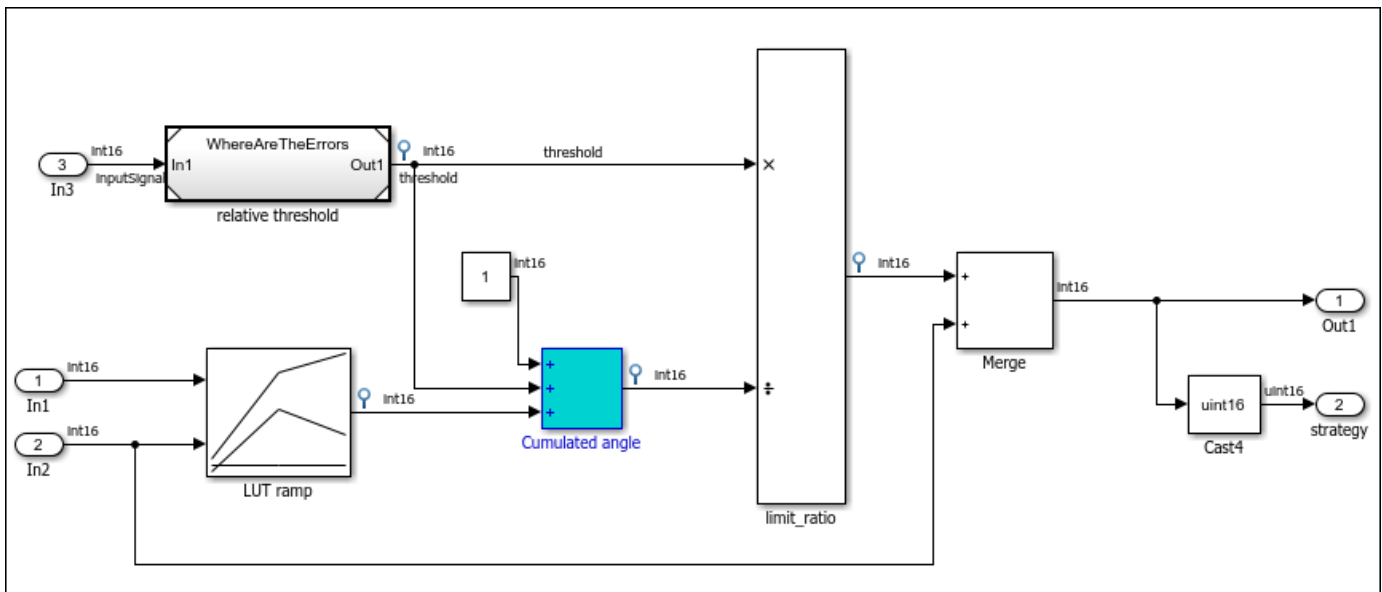 WhereAreTheErrors
int16
3
In1
Out1
int16
threshold
×
In3
InputSignal
threshold
relative threshold
1
int16
int16
+
int16
1
Out1
int16
1
In1
+
+
+
int16
÷
+
Merge
int16
2
In2
int16
Cumulated angle
uint16
uint16
2
strategy
Cast4
LUT ramp
limit_ratio